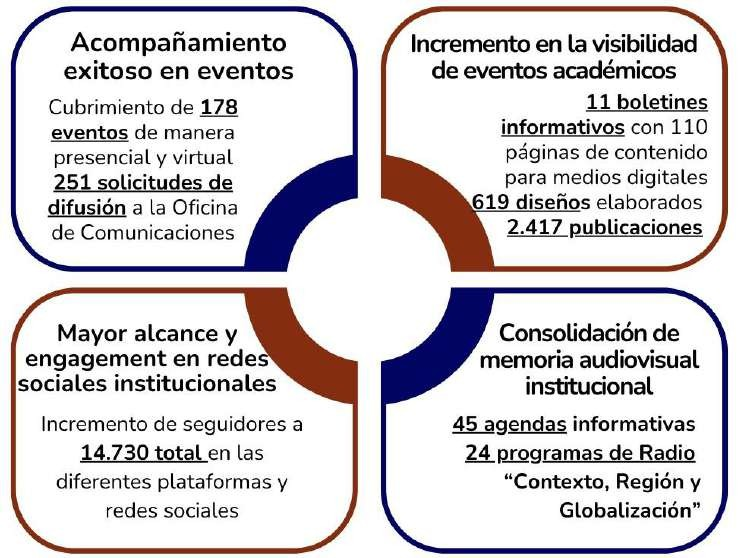 Acompañamiento
exitoso en eventos
Cubrimiento de 178
eventos de manera
presencial y virtual
251 solicitudes de
difusión a la Oficina
de Comunicaciones
Incremento en la visibilidad
de eventos académicos
11 boletines
informativos con 110
páginas de contenido
para medios digitales
619 diseños elaborados
2.417 publicaciones
Mayor alcance y
engagement en redes
sociales institucionales
Incremento de seguidores a
14.730 total en las
diferentes plataformas y
redes sociales
Consolidación de
memoria audiovisual
institucional
45 agendas informativas
24 programas de Radio
“Contexto, Región y
Globalización”